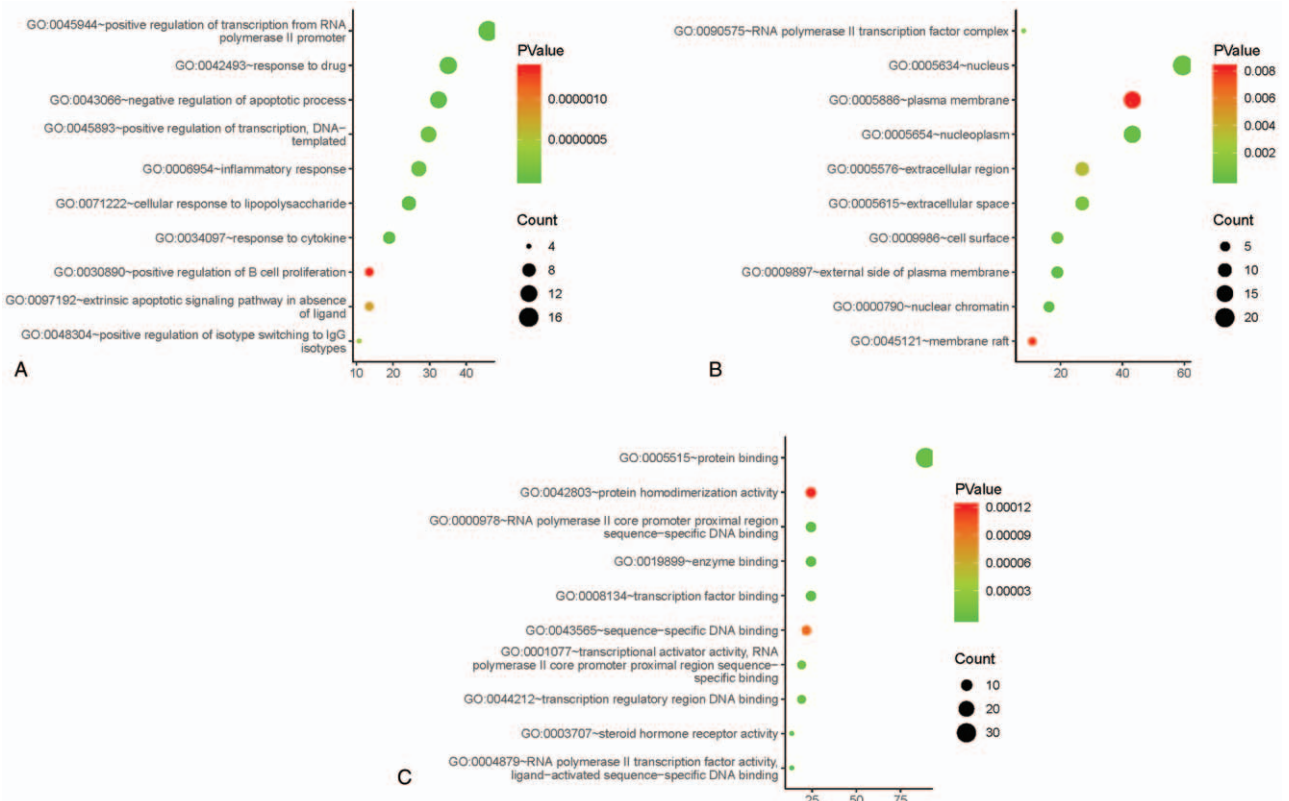 GO:0045944~positive regulation of transcription from RNA
polymerase II promoter
GO:0042493~response to drug
GO:0043066~negative regulation of apoptotic process
GO:0045893~positive regulation of transcription, DNA−
templated
GO:0006954~inflammatory response
GO:0071222~cellular response to lipopolysaccharide
GO:0034097~response to cytokine
GO:0030890~positive regulation of B cell proliferation
GO:0097192~extrinsic apoptotic signaling pathway in absence
of ligand
GO:0048304~positive regulation of isotype switching to IgG
isotypes
10 20 30 40
PValue
0.0000010
0.0000005
Count
4
8
12
16
A
GO:0090575~RNA polymerase II transcription factor complex
GO:0005634~nucleus
GO:0005886~plasma membrane
GO:0005654~nucleoplasm
GO:0005576~extracellular region
GO:0005615~extracellular space
GO:0009986~cell surface
GO:0009897~external side of plasma membrane
GO:0000790~nuclear chromatin
GO:0045121~membrane raft
20 40 60
PValue
0.008
0.006
0.004
0.002
Count
5
10
15
20
B
GO:0005515~protein binding
GO:0042803~protein homodimerization activity
GO:0000978~RNA polymerase II core promoter proximal region
sequence−specific DNA binding
GO:0019899~enzyme binding
GO:0008134~transcription factor binding
GO:0043565~sequence−specific DNA binding
GO:0001077~transcriptional activator activity, RNA
polymerase II core promoter proximal region sequence−
specific binding
GO:0044212~transcription regulatory region DNA binding
GO:0003707~steroid hormone receptor activity
GO:0004879~RNA polymerase II transcription factor activity,
ligand−activated sequence−specific DNA binding
25 50 75
PValue
0.00012
0.00009
0.00006
0.00003
Count
10
20
30
C